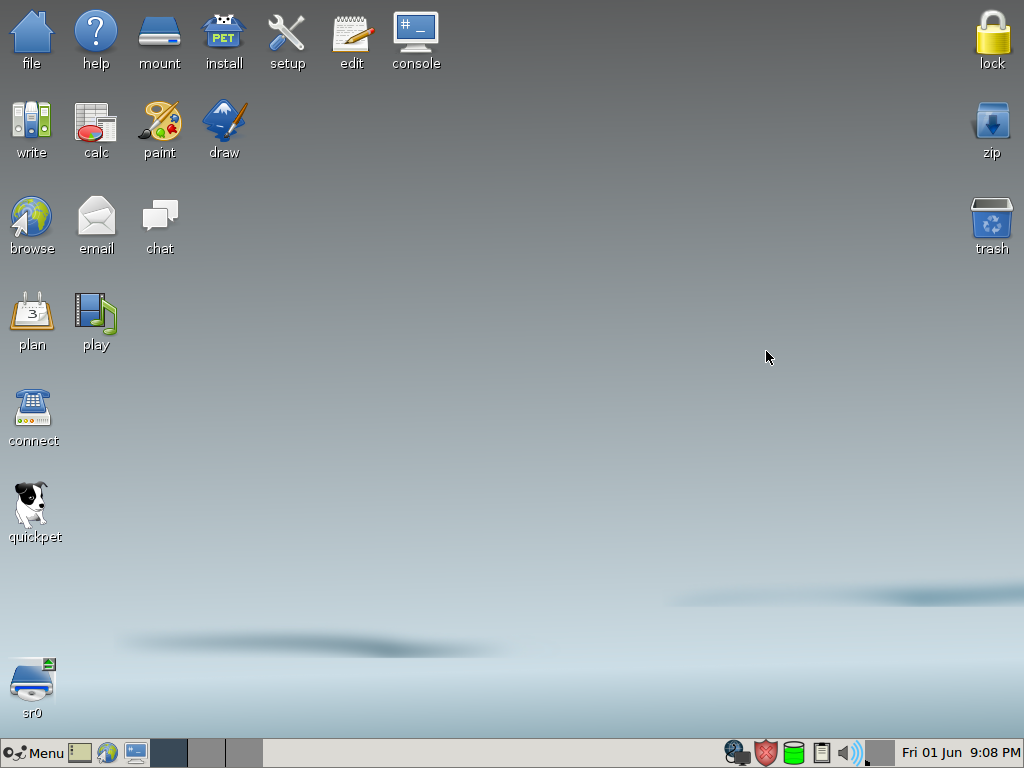 file help mount install setup edit console lock
PET
# _
write calc paint draw zip
browse email chat trash
3
plan play
connect
quickpet
sr0
Menu Fri 01 Jun 9:08 PM